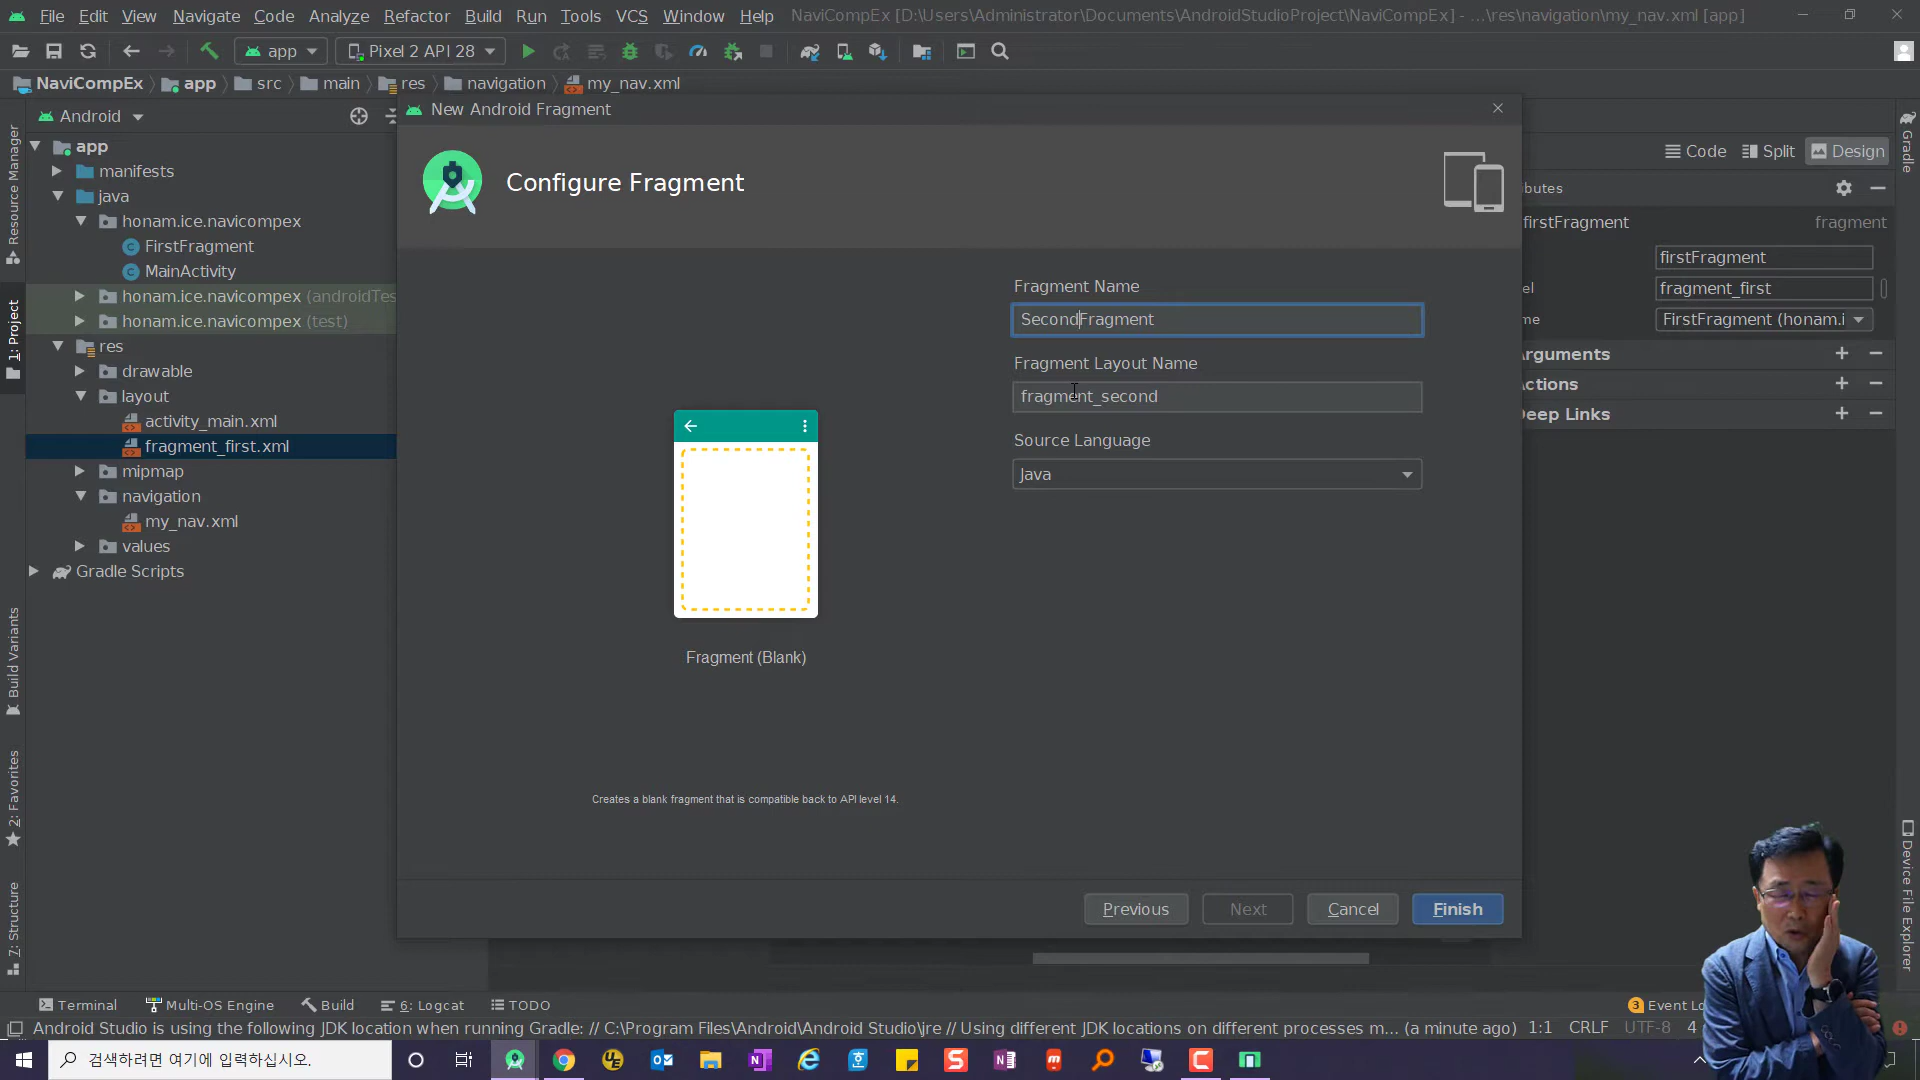 File Edit View Navigate Code Analyze Refactor Build Run Tools VCS Window Help NaviCompEx [D:\Users\Administrator\Documents\AndroidStudioProject\NaviCompEx] - ...\res\navigation\my_nav.xml [app]
app Pixel 2 API 28
NaviCompEx app src main res navigation my_nav.xml
Android
New Android Fragment
Configure Fragment
Code Split Design
app
manifests
java
honam.ice.navicompex
FirstFragment
MainActivity
honam.ice.navicompex (androidTes
honam.ice.navicompex (test)
res
drawable
layout
activity_main.xml
fragment_first.xml
mipmap
navigation
my_nav.xml
values
Gradle Scripts
Fragment Name
SecondFragment
Fragment Layout Name
fragment_second
Source Language
Java
Fragment (Blank)
Creates a blank fragment that is compatible back to API level 14.
Previous Next Cancel Finish
ibutes
firstFragment fragment
firstFragment
el fragment_first
me FirstFragment (honam.i
Arguments
Actions
Deep Links
Resource Manager
1: Project
Build Variants
2: Favorites
7: Structure
Gradle
Device File Explorer
Terminal Multi-OS Engine Build 6: Logcat TODO 3 Event Lo
Android Studio is using the following JDK location when running Gradle: // C:\Program Files\Android\Android Studio\jre // Using different JDK locations on different processes m... (a minute ago) 1:1 CRLF UTF-8 4
검색하려면 여기에 입력하십시오.